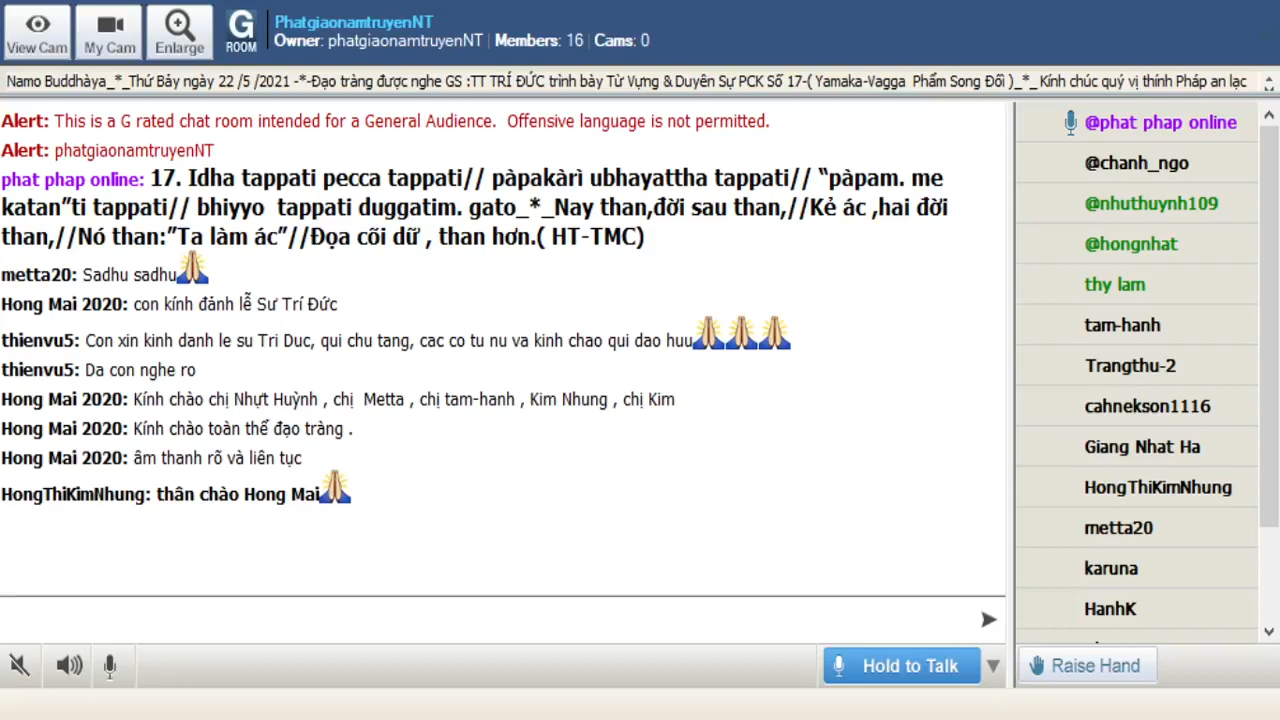 View Cam
My Cam
Enlarge
G
ROOM
PhatgiaonamtruyenNT
Owner: phatgiaonamtruyenNT | Members: 16 | Cams: 0
Namo Buddhàya_*_Thứ Bảy ngày 22 /5 /2021 -*-Đạo tràng được nghe GS :TT TRÍ ĐỨC trình bày Từ Vựng & Duyên Sự PCK Số 17-( Yamaka-Vagga Phẩm Song Đối )_*_ Kính chúc quý vị thính Pháp an lạc
Alert: This is a G rated chat room intended for a General Audience. Offensive language is not permitted.
Alert: phatgiaonamtruyenNT
phat phap online: 17. Idha tappati pecca tappati// pàpakàrì ubhayattha tappati// “pàpam. me
katan”ti tappati// bhiyyo tappati duggatim. gato_*_Nay than,đời sau than,//Kẻ ác ,hai đời
than,//Nó than:”Ta làm ác”//Đọa cõi dữ , than hơn.( HT-TMC)
metta20: Sadhu sadhu
Hong Mai 2020: con kính đảnh lễ Sư Trí Đức
thienvu5: Con xin kinh danh le su Tri Duc, qui chu tang, cac co tu nu va kinh chao qui dao huu
thienvu5: Da con nghe ro
Hong Mai 2020: Kính chào chị Nhựt Huỳnh , chị Metta , chị tam-hanh , Kim Nhung , chị Kim
Hong Mai 2020: Kính chào toàn thể đạo tràng .
Hong Mai 2020: âm thanh rõ và liên tục
HongThiKimNhung: thân chào Hong Mai
@phat phap online
@chanh_ngo
@nhuthuynh109
@hongnhat
thy lam
tam-hanh
Trangthu-2
cahnekson1116
Giang Nhat Ha
HongThiKimNhung
metta20
karuna
HanhK
Hold to Talk
Raise Hand